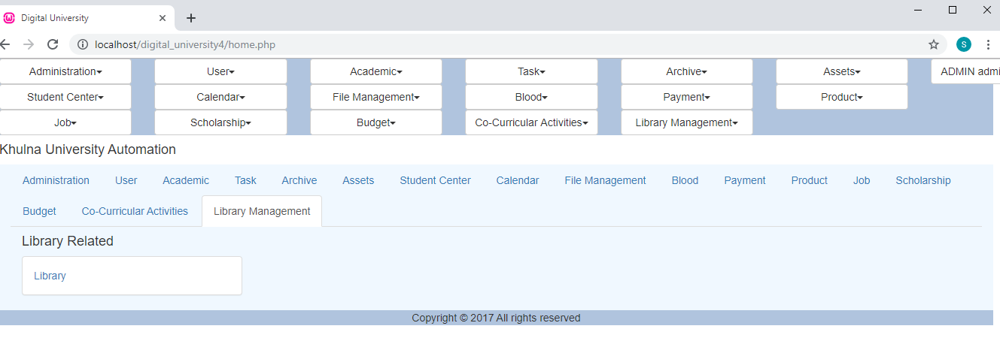 Digital University
localhost/digital_university4/home.php
S
Administration User Academic Task Archive Assets ADMIN admi
Student Center Calendar File Management Blood Payment Product
Job Scholarship Budget Co-Curricular Activities Library Management
Khulna University Automation
Administration User Academic Task Archive Assets Student Center Calendar File Management Blood Payment Product Job Scholarship
Budget Co-Curricular Activities Library Management
Library Related
Library
Copyright © 2017 All rights reserved